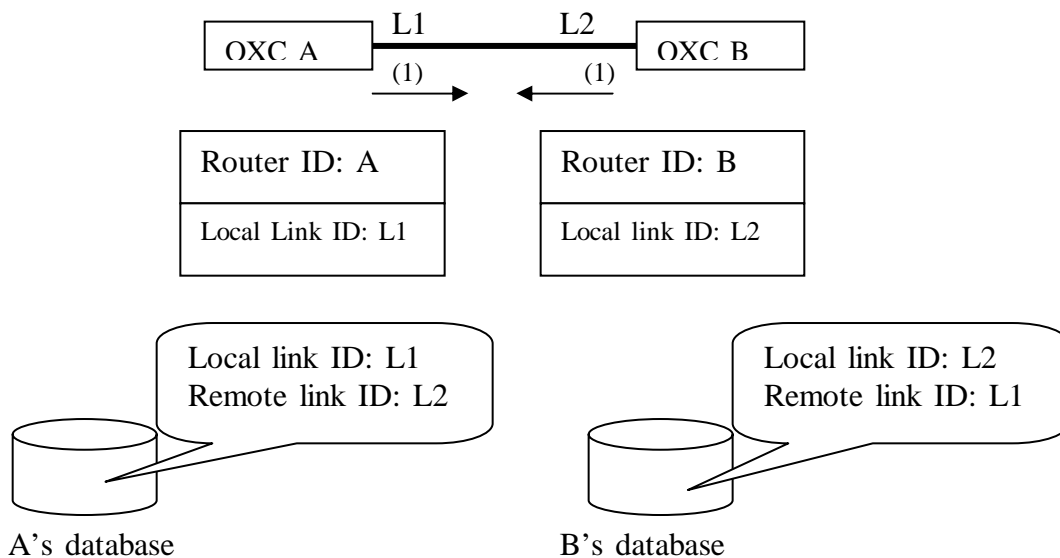 L1
L2
OXC A
OXC B
(1)
(1)
Router ID: A
Local Link ID: L1
Router ID: B
Local link ID: L2
Local link ID: L1
Remote link ID: L2
Local link ID: L2
Remote link ID: L1
A's database
B's database